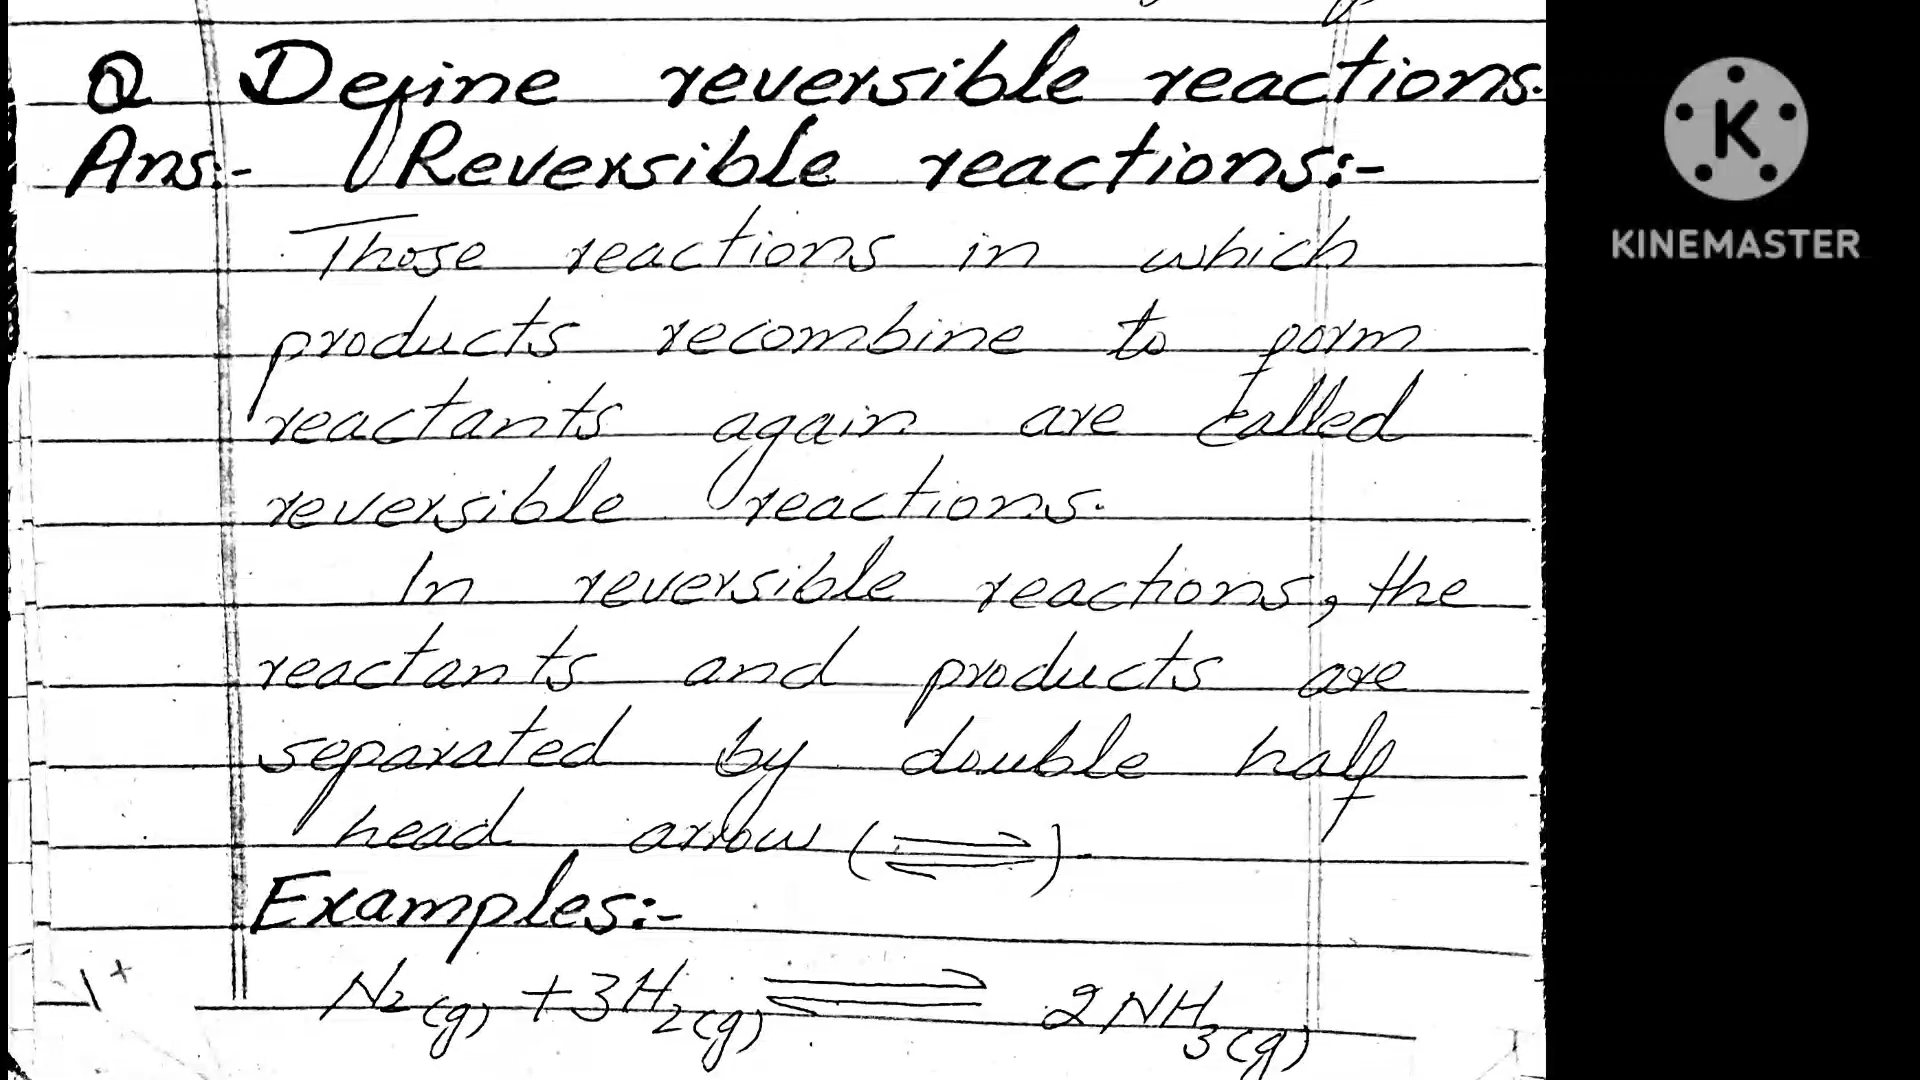 Q Define reversible reactions.
Ans:- Reversible reactions:-
Those reactions in which
products recombine to form
reactants again are called
reversible reactions.
In reversible reactions, the
reactants and products are
separated by double half
head arrow (⇌).
Examples:-
N₂(g) + 3H₂(g) ⇌ 2NH₃(g)
K
KINEMASTER